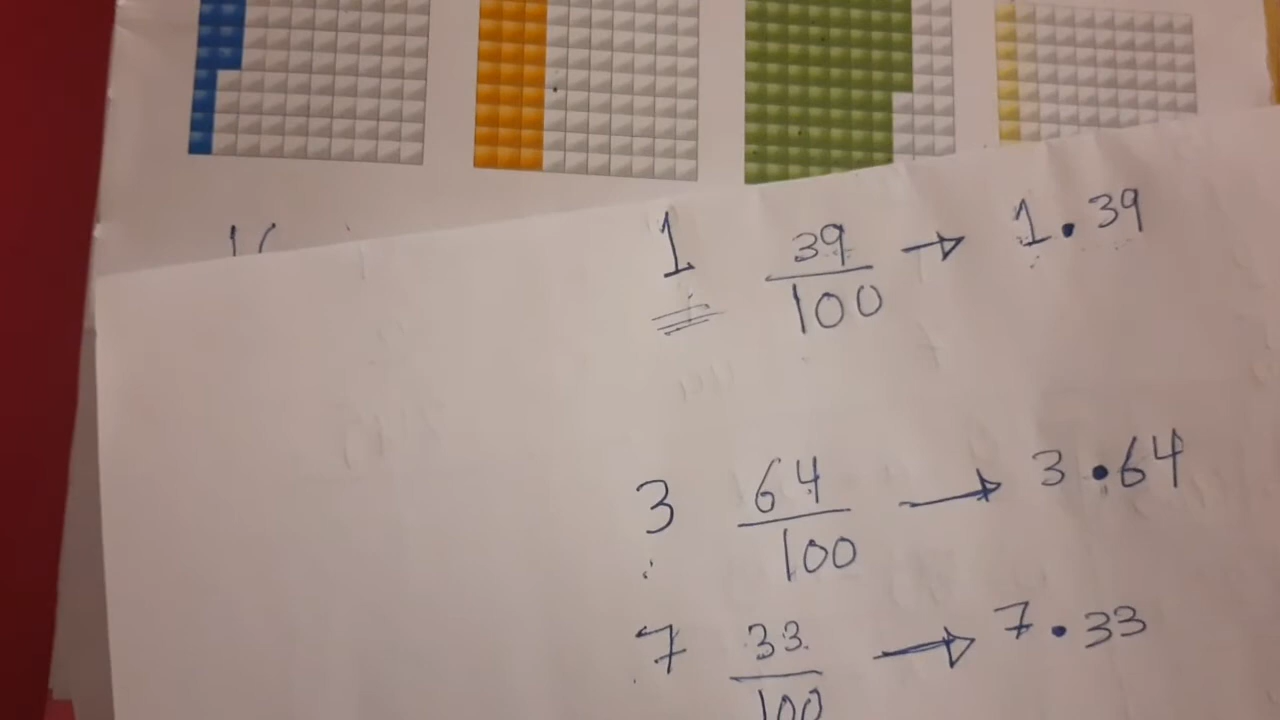 1 39/100 → 1.39
3 64/100 → 3.64
7 33/100 → 7.33